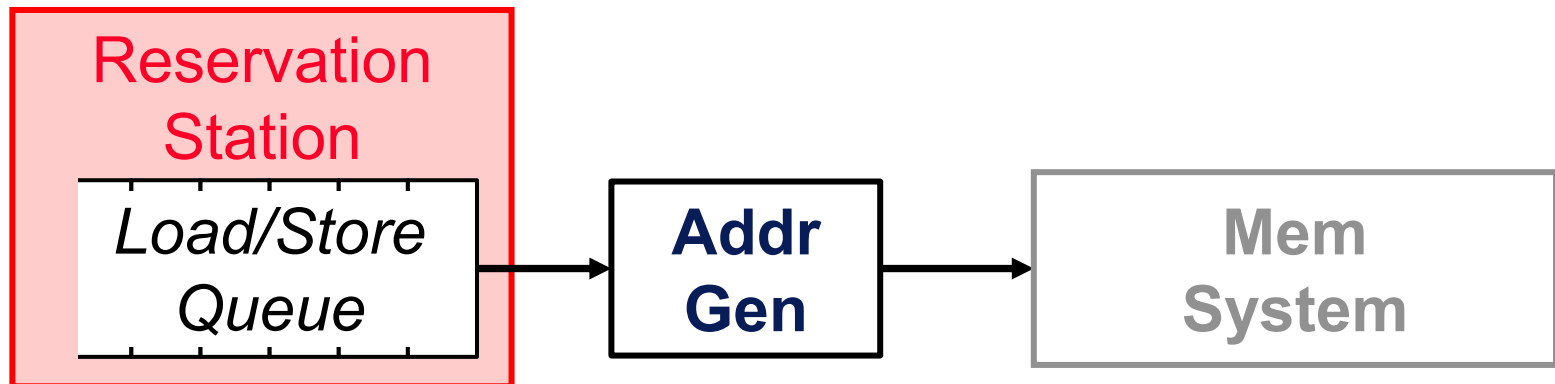 Reservation
Station
Load/Store
Queue
Addr
Gen
Mem
System